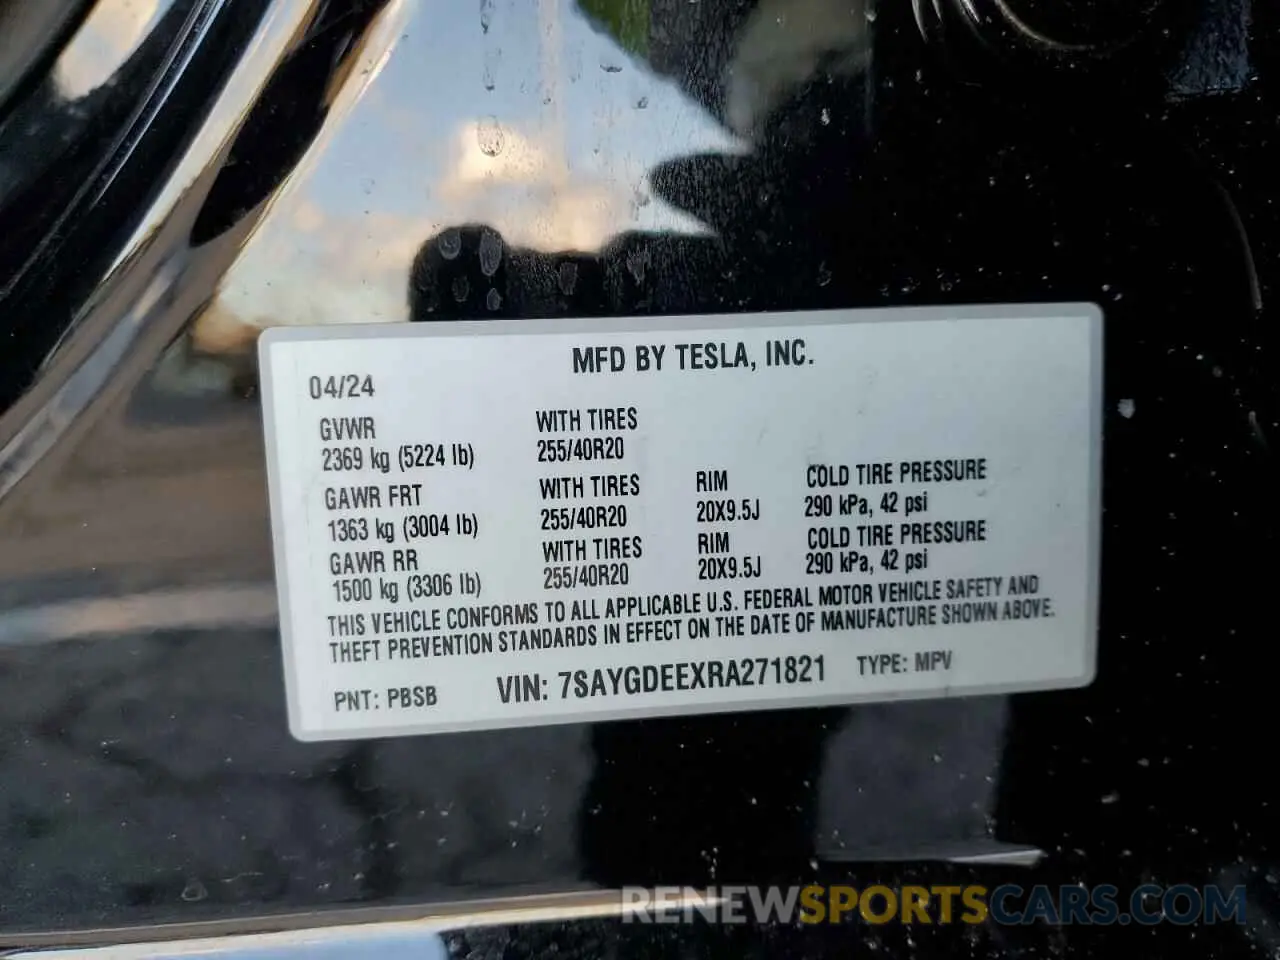 MFD BY TESLA, INC.
04/24
GVWR WITH TIRES
2369 kg (5224 lb) 255/40R20
GAWR FRT WITH TIRES RIM COLD TIRE PRESSURE
1363 kg (3004 lb) 255/40R20 20X9.5J 290 kPa, 42 psi
GAWR RR WITH TIRES RIM COLD TIRE PRESSURE
1500 kg (3306 lb) 255/40R20 20X9.5J 290 kPa, 42 psi
THIS VEHICLE CONFORMS TO ALL APPLICABLE U.S. FEDERAL MOTOR VEHICLE SAFETY AND
THEFT PREVENTION STANDARDS IN EFFECT ON THE DATE OF MANUFACTURE SHOWN ABOVE.
PNT: PBSB VIN: 7SAYGDEEXRA271821 TYPE: MPV
RENEWSPORTSCARS.COM